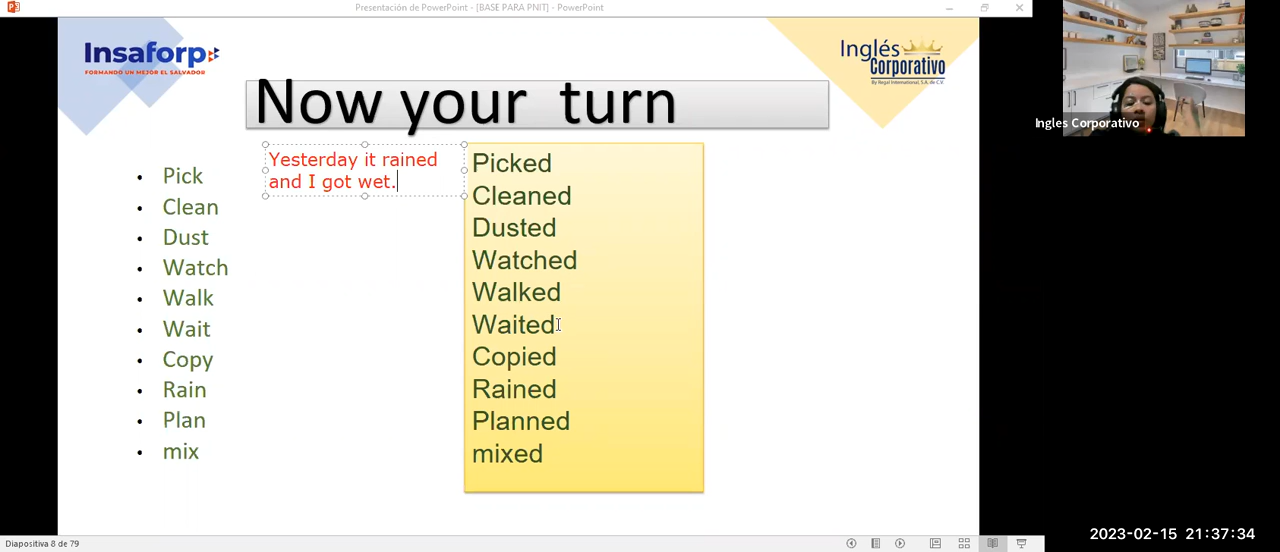 Presentación de PowerPoint - [BASE PARA PNIT] - PowerPoint
Insaforp
FORMANDO UN MEJOR EL SALVADOR
Inglés
Corporativo
By Regal International, S.A. de C.V.
Now your turn
Ingles Corporativo
Yesterday it rained
and I got wet.
• Pick
• Clean
• Dust
• Watch
• Walk
• Wait
• Copy
• Rain
• Plan
• mix
Picked
Cleaned
Dusted
Watched
Walked
Waited
Copied
Rained
Planned
mixed
Diapositiva 8 de 79
2023-02-15 21:37:34